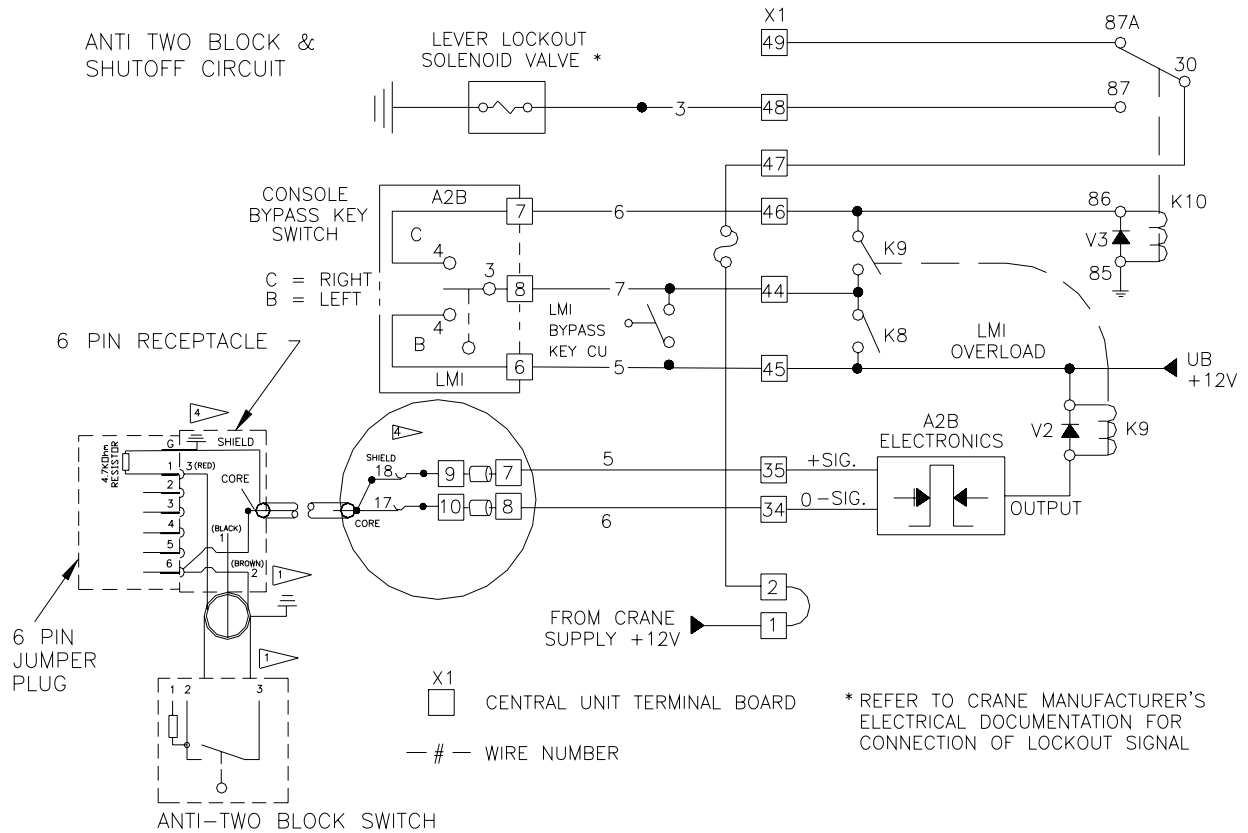 ANTI TWO BLOCK &
SHUTOFF CIRCUIT
LEVER LOCKOUT
SOLENOID VALVE *
X1
49
87A
30
3
48
87
47
CONSOLE
BYPASS KEY
SWITCH
A2B
7
6
46
86
K10
C
4
V3
K9
C = RIGHT
B = LEFT
3
8
7
44
85
4
LMI
BYPASS
KEY CU
K8
LMI
OVERLOAD
B
6 PIN RECEPTACLE
LMI
6
5
45
UB
+12V
4
4
A2B
ELECTRONICS
V2
K9
G
SHIELD
4.7KOhm
RESISTOR
1
3(RED)
CORE
2
3
4
5
6
(BLACK)
1
(BROWN)
2
1
SHIELD
18
9
7
5
35
+SIG.
17
10
8
6
34
0-SIG.
OUTPUT
CORE
2
1
FROM CRANE
SUPPLY +12V
6 PIN
JUMPER
PLUG
1
1 2 3
X1
CENTRAL UNIT TERMINAL BOARD
— # — WIRE NUMBER
* REFER TO CRANE MANUFACTURER'S
ELECTRICAL DOCUMENTATION FOR
CONNECTION OF LOCKOUT SIGNAL
ANTI-TWO BLOCK SWITCH